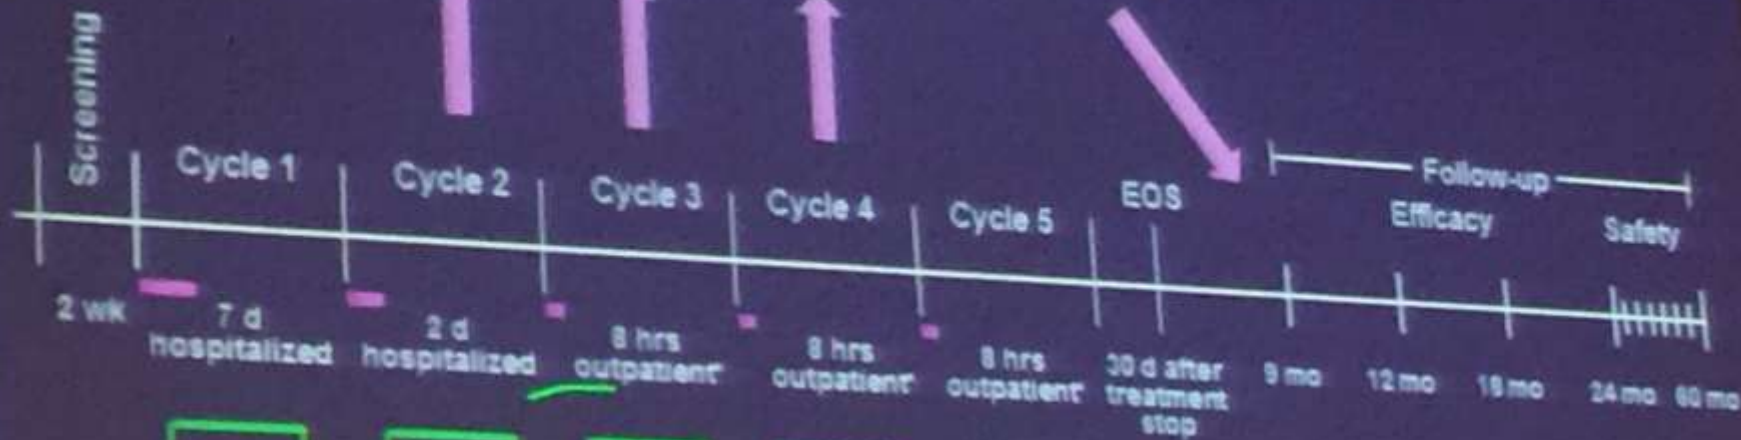 Screening
Cycle 1
Cycle 2
Cycle 3
Cycle 4
Cycle 5
EOS
Follow-up
Efficacy
Safety
2 wk
7 d
hospitalized
2 d
hospitalized
8 hrs
outpatient
8 hrs
outpatient
8 hrs
outpatient
30 d after
treatment
stop
9 mo
12 mo
18 mo
24 mo
60 mo